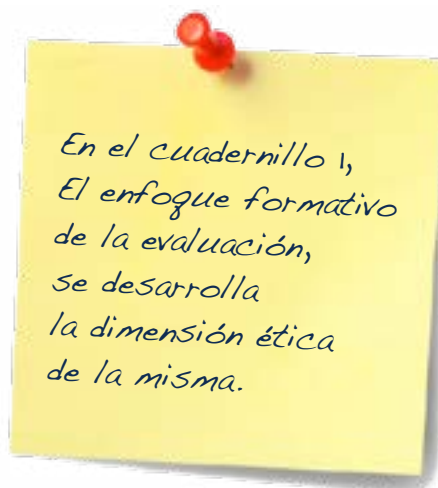 En el cuadernillo 1,
El enfoque formativo
de la evaluación,
se desarrolla
la dimensión ética
de la misma.